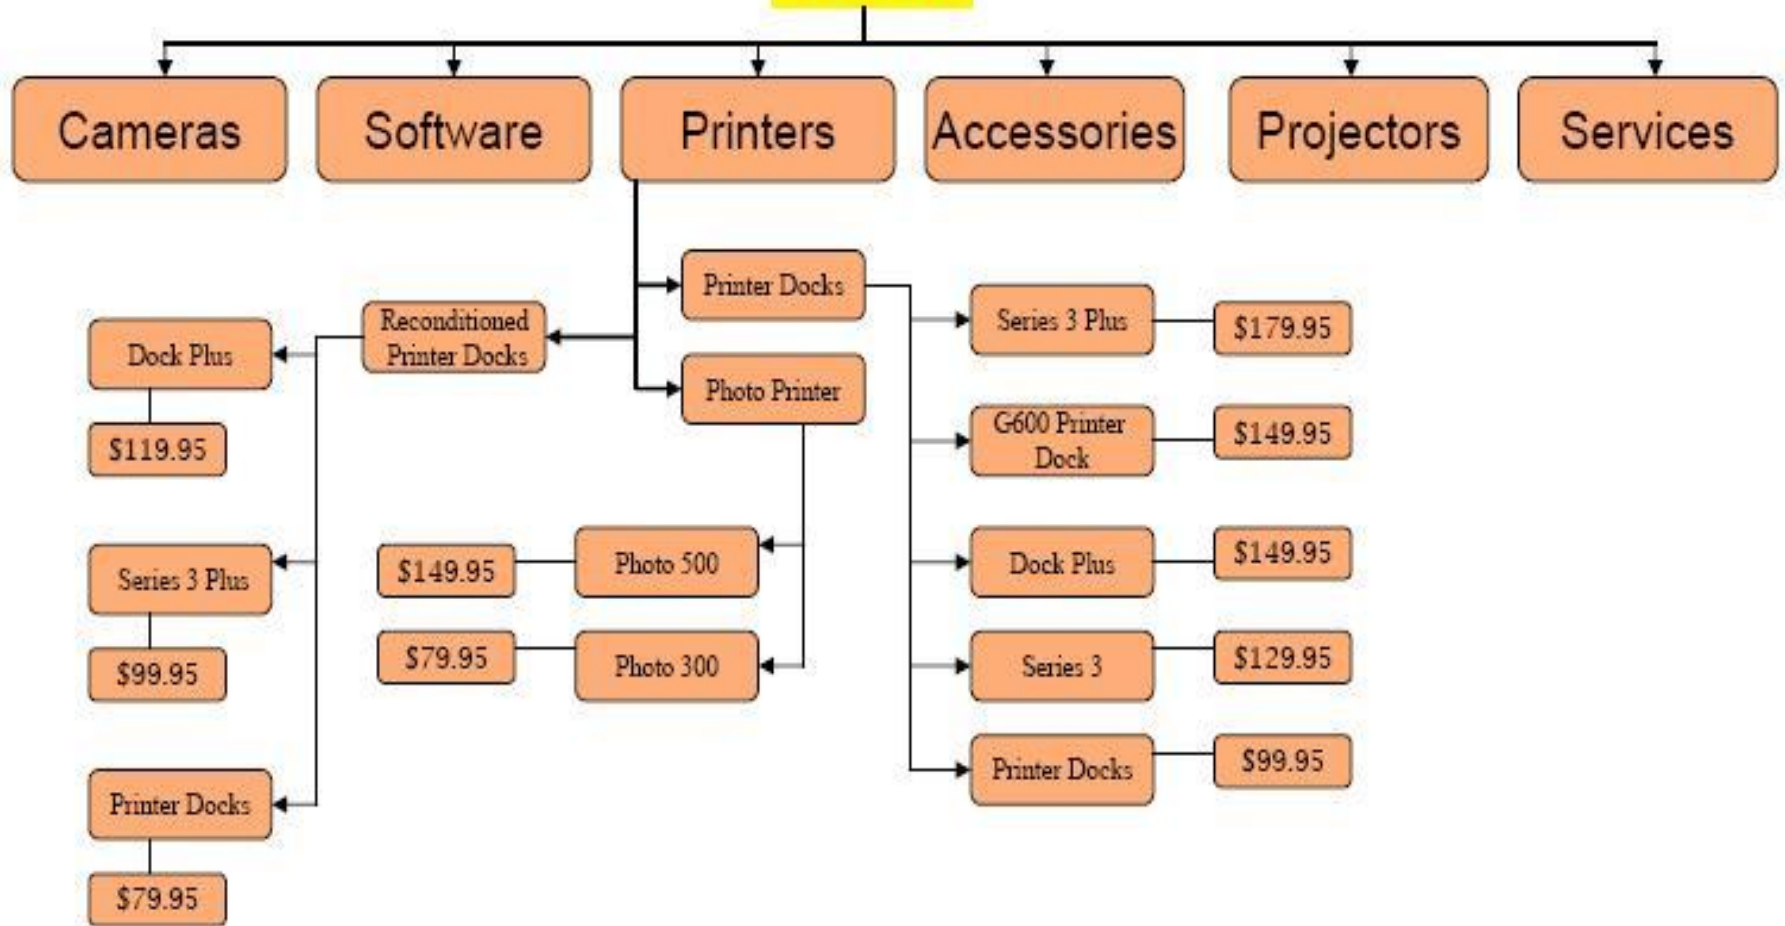 Cameras
Software
Printers
Accessories
Projectors
Services
Printer Docks
Series 3 Plus
$179.95
G600 Printer
Dock
$149.95
Dock Plus
$149.95
Series 3
$129.95
Printer Docks
$99.95
Reconditioned
Printer Docks
Dock Plus
$119.95
Series 3 Plus
$99.95
Printer Docks
$79.95
Photo Printer
Photo 500
$149.95
Photo 300
$79.95